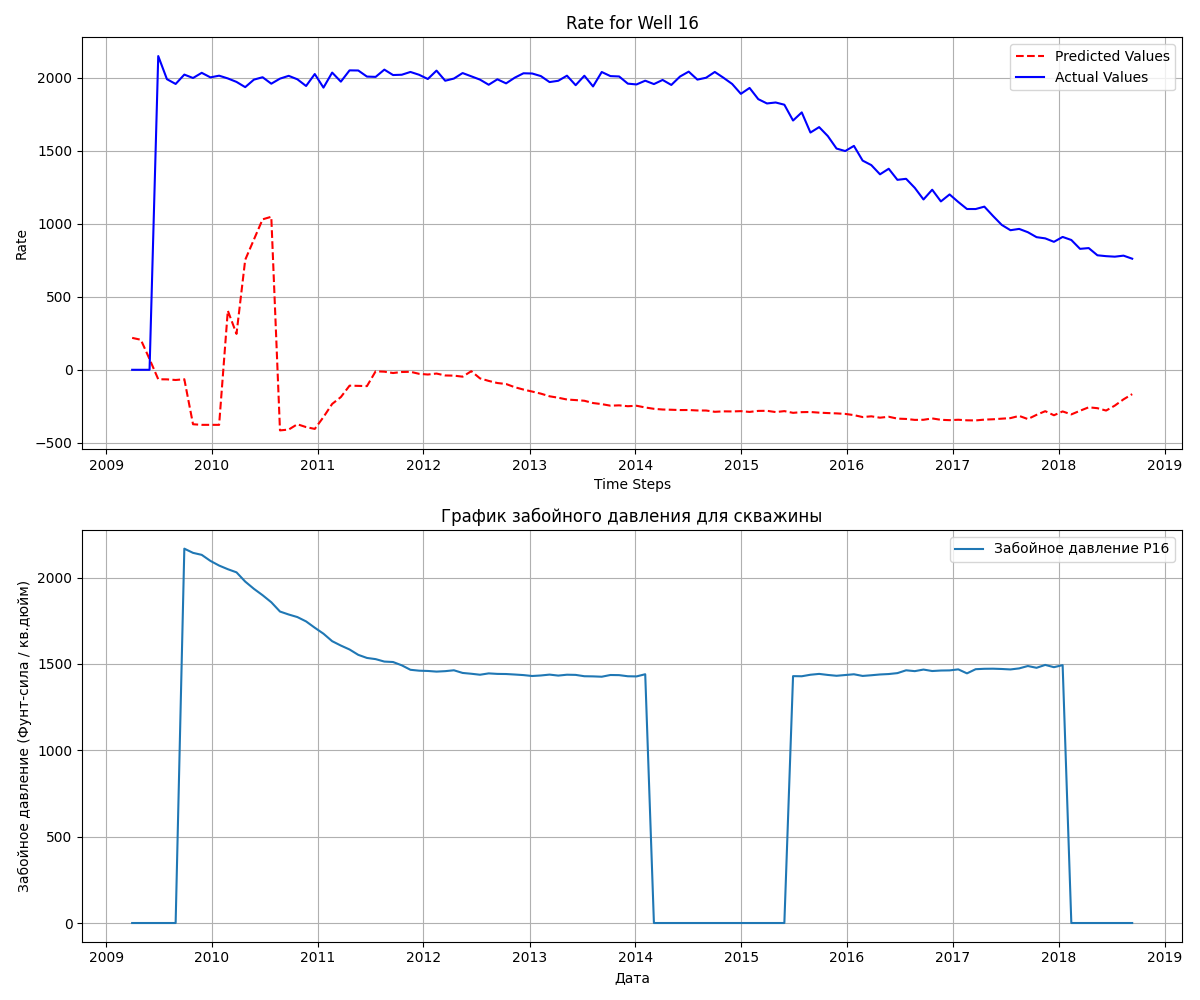 Rate for Well 16
Predicted Values
Actual Values
2000
1500
1000
500
0
−500
Rate
2009 2010 2011 2012 2013 2014 2015 2016 2017 2018 2019
Time Steps
График забойного давления для скважины
Забойное давление P16
2000
1500
1000
500
0
Забойное давление (Фунт-сила / кв.дюйм)
2009 2010 2011 2012 2013 2014 2015 2016 2017 2018 2019
Дата